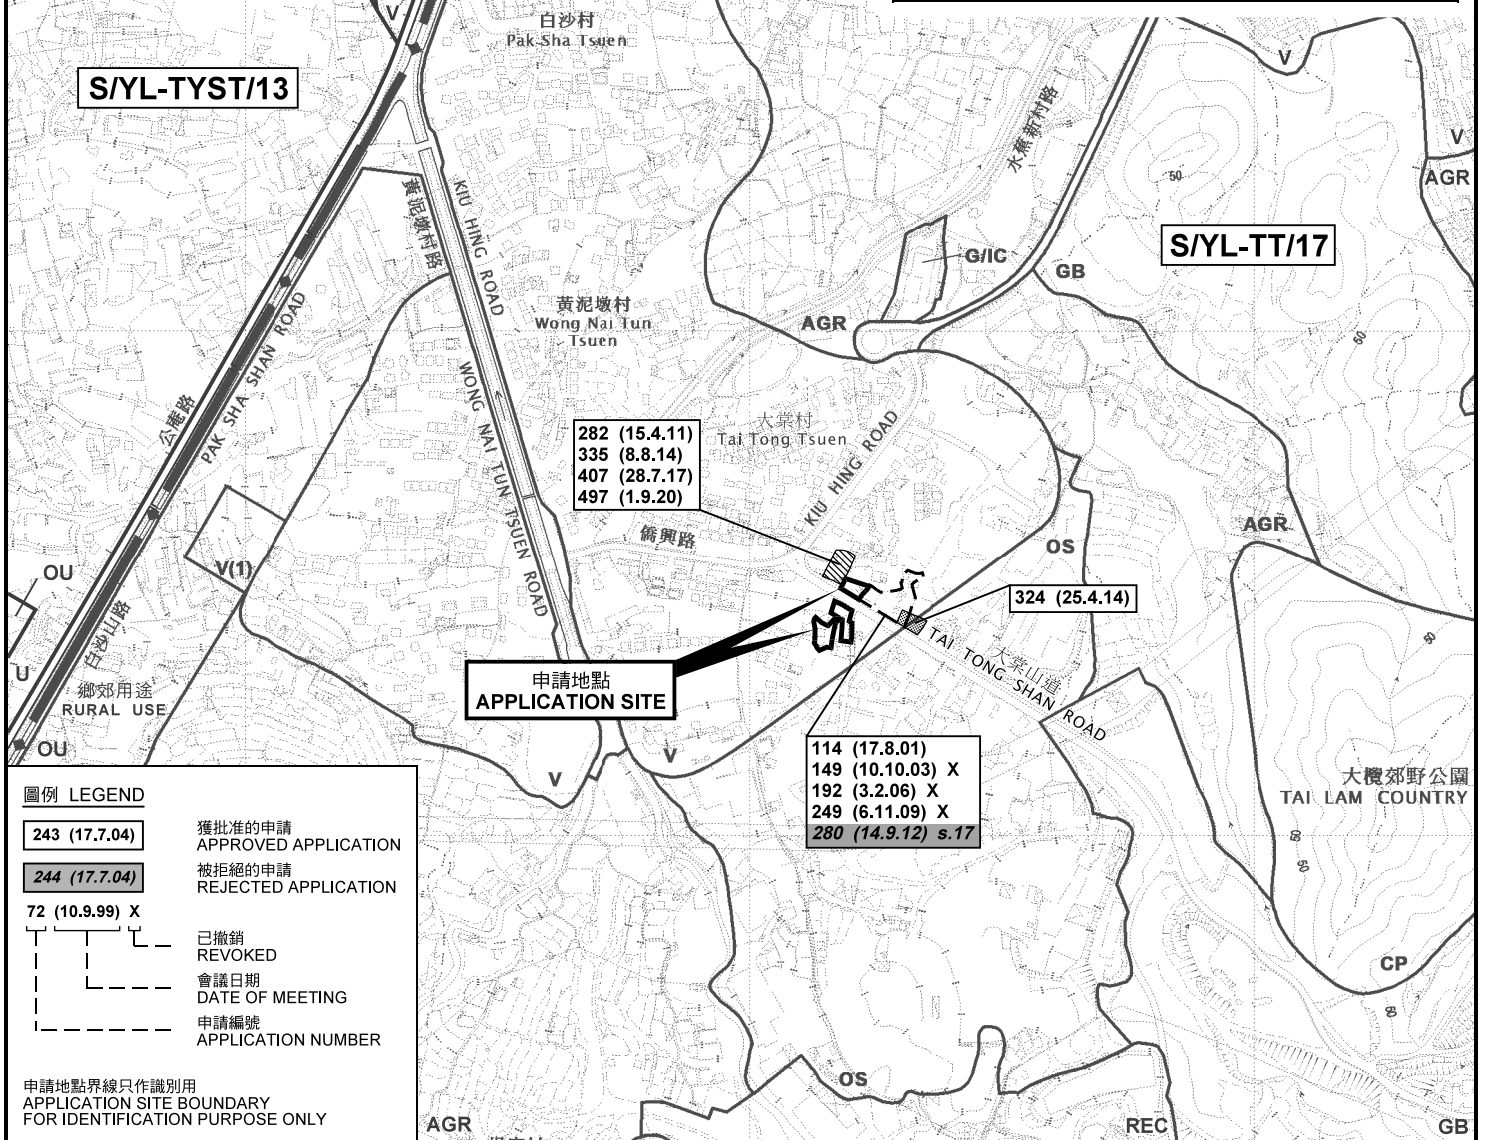 白沙村
Pak Sha Tsuen
V
S/YL-TYST/13
V
水蕉新村路
V
AGR
50
黃泥墩村路
KIU HING ROAD
S/YL-TT/17
G/IC
GB
黃泥墩村
Wong Nai Tun
Tsuen
AGR
50
公庵路
PAK SHA SHAN ROAD
WONG NAI TUN TSUEN ROAD
282 (15.4.11)
335 (8.8.14)
407 (28.7.17)
497 (1.9.20)
大棠村
Tai Tong Tsuen
KIU HING ROAD
僑興路
AGR
OS
OU
V(1)
324 (25.4.14)
白沙山路
U
鄉郊用途
RURAL USE
OU
申請地點
APPLICATION SITE
大棠山道
TAI TONG SHAN ROAD
50
V
V
114 (17.8.01)
149 (10.10.03) X
192 (3.2.06) X
249 (6.11.09) X
280 (14.9.12) s.17
大欖郊野公園
TAI LAM COUNTRY
50
50
CP
50
圖例 LEGEND
243 (17.7.04)
獲批准的申請
APPROVED APPLICATION
244 (17.7.04)
被拒絕的申請
REJECTED APPLICATION
72 (10.9.99) X
已撤銷
REVOKED
會議日期
DATE OF MEETING
申請編號
APPLICATION NUMBER
申請地點界線只作識別用
APPLICATION SITE BOUNDARY
FOR IDENTIFICATION PURPOSE ONLY
OS
AGR
REC
GB